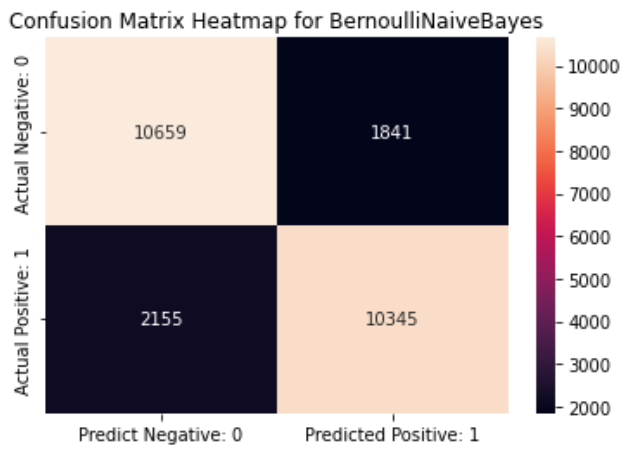 Confusion Matrix Heatmap for BernoulliNaiveBayes
Actual Negative: 0
10659
1841
Actual Positive: 1
2155
10345
Predict Negative: 0
Predicted Positive: 1
10000
9000
8000
7000
6000
5000
4000
3000
2000